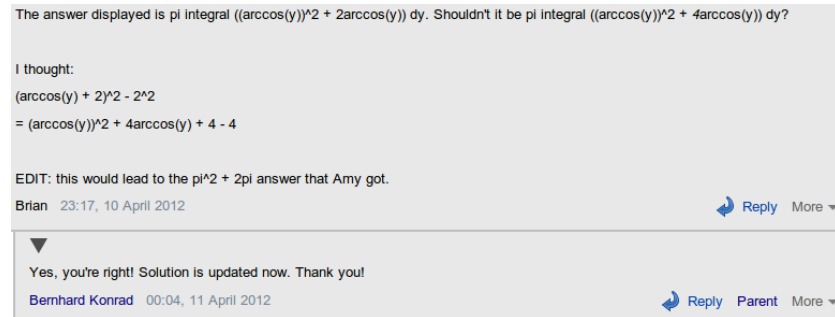 The answer displayed is pi integral ((arccos(y))^2 + 2arccos(y)) dy. Shouldn't it be pi integral ((arccos(y))^2 + 4arccos(y)) dy?
I thought:
(arccos(y) + 2)^2 - 2^2
= (arccos(y))^2 + 4arccos(y) + 4 - 4
EDIT: this would lead to the pi^2 + 2pi answer that Amy got.
Brian 23:17, 10 April 2012 Reply More
Yes, you're right! Solution is updated now. Thank you!
Bernhard Konrad 00:04, 11 April 2012 Reply Parent More